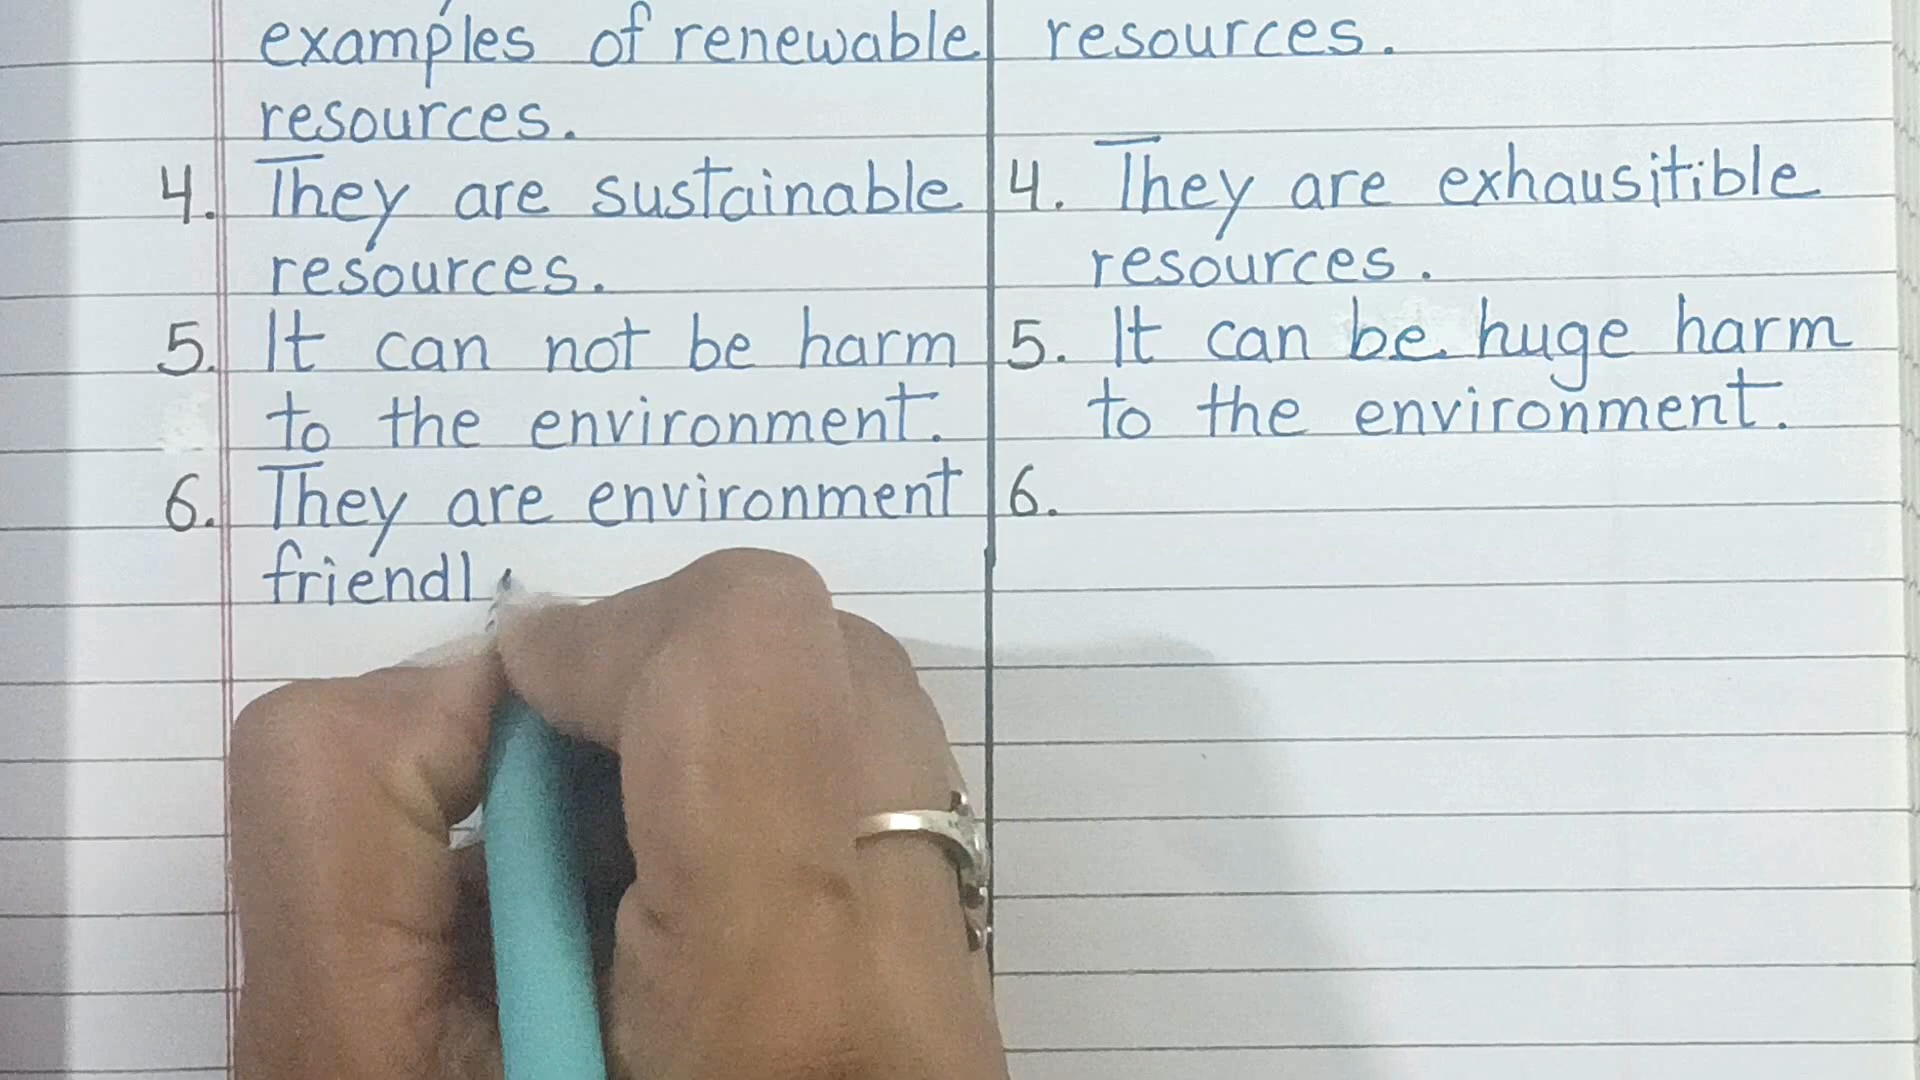 examples of renewable
resources.
4. They are sustainable
resources.
5. It can not be harm
to the environment.
6. They are environment
friendl
resources.
4. They are exhausitible
resources.
5. It can be huge harm
to the environment.
6.